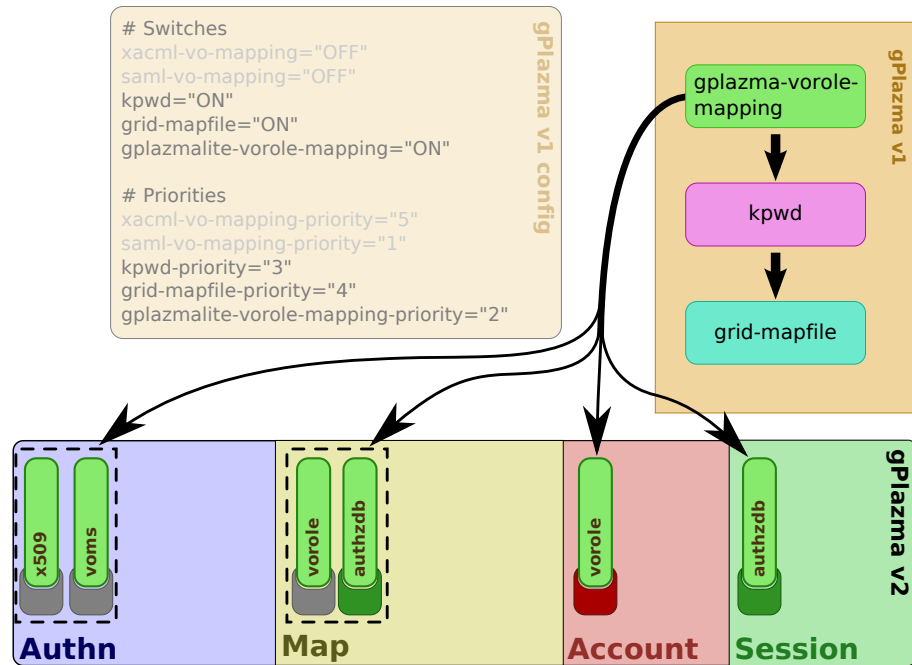 # Switches
xacml-vo-mapping="OFF"
saml-vo-mapping="OFF"
kpwd="ON"
grid-mapfile="ON"
gplazmalite-vorole-mapping="ON"
# Priorities
xacml-vo-mapping-priority="5"
saml-vo-mapping-priority="1"
kpwd-priority="3"
grid-mapfile-priority="4"
gplazmalite-vorole-mapping-priority="2"
gPlazma v1 config
gplazma-vorole-
mapping
kpwd
grid-mapfile
gPlazma v1
x509
voms
Authn
vorole
authzdb
Map
vorole
Account
authzdb
Session
gPlazma v2